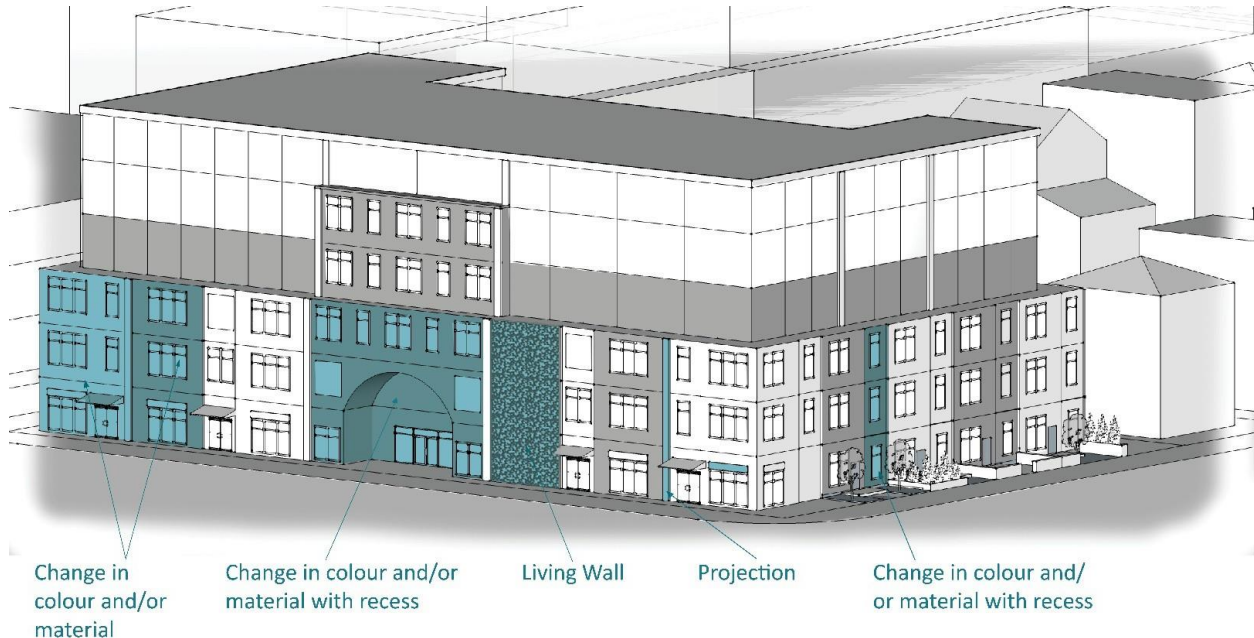 Change in
colour and/or
material
Change in colour and/or
material with recess
Living Wall
Projection
Change in colour and/
or material with recess